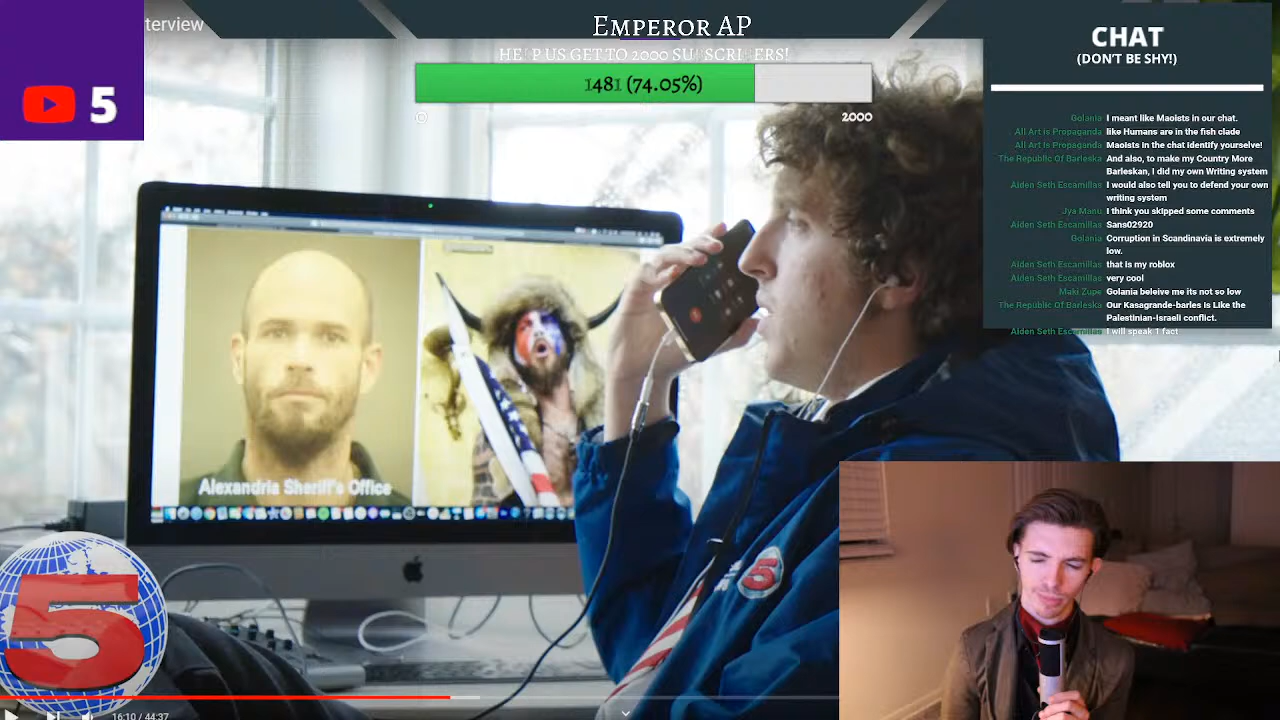 terview
EMPEROR AP
HELP US GET TO 2000 SUBSCRIBERS!
1481 (74.05%)
2000
5
CHAT
(DON'T BE SHY!)
Golania I meant like Maoists in our chat.
All Art is Propaganda like Humans are in the fish clade
All Art is Propaganda Maoists in the chat identify yourselve!
The Republic Of Barleska And also, to make my Country More
Barleskan, I did my own Writing system
Aiden Seth Escamillas I would also tell you to defend your own
writing system
Jya Manu I think you skipped some comments
Aiden Seth Escamillas Sans02920
Golania Corruption in Scandinavia is extremely
low.
Aiden Seth Escamillas that is my roblox
Aiden Seth Escamillas very cool
Maki Zupe Golania beleive me its not so low
The Republic Of Barleska Our Kasagrande-barles Is Like the
Palestinian-Israeli conflict.
Aiden Seth Escamillas I will speak 1 fact
Alexandria Sheriff's Office
5
5
16:10 / 44:37